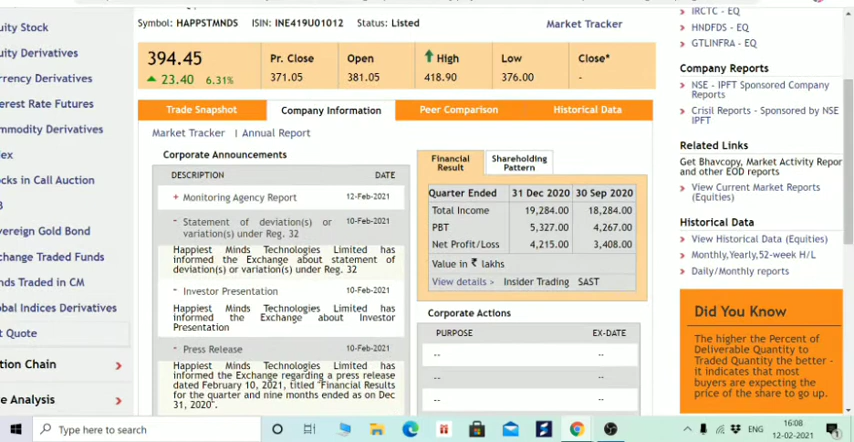 uity Stock
uity Derivatives
rrency Derivatives
erest Rate Futures
mmodity Derivatives
ex
cks in Call Auction
B
vereign Gold Bond
change Traded Funds
nds Traded in CM
obal Indices Derivatives
t Quote
tion Chain
e Analysis
Symbol: HAPPSTMNDS ISIN: INE419U01012 Status: Listed
Market Tracker
394.45
23.40 6.31%
Pr. Close
371.05
Open
381.05
High
418.90
Low
376.00
Close*
-
Trade Snapshot
Company Information
Peer Comparison
Historical Data
Market Tracker | Annual Report
Corporate Announcements
DESCRIPTION DATE
+ Monitoring Agency Report 12-Feb-2021
- Statement of deviation(s) or 10-Feb-2021
variation(s) under Reg. 32
Happiest Minds Technologies Limited has
informed the Exchange about statement of
deviation(s) or variation(s) under Reg. 32
- Investor Presentation 10-Feb-2021
Happiest Minds Technologies Limited has
informed the Exchange about Investor
Presentation
- Press Release 10-Feb-2021
Happiest Minds Technologies Limited has
informed the Exchange regarding a press release
dated February 10, 2021, titled "Financial Results
for the quarter and nine months ended as on Dec
31, 2020".
Financial
Result
Shareholding
Pattern
Quarter Ended 31 Dec 2020 30 Sep 2020
Total Income 19,284.00 18,284.00
PBT 5,327.00 4,267.00
Net Profit/Loss 4,215.00 3,408.00
Value in ₹ lakhs
View details > Insider Trading SAST
Corporate Actions
PURPOSE EX-DATE
-- --
-- --
-- --
IRCTC - EQ
HNDFDS - EQ
GTLINFRA - EQ
Company Reports
NSE - IPFT Sponsored Company
Reports
Crisil Reports - Sponsored by NSE
IPFT
Related Links
Get Bhavcopy, Market Activity Repor
and other EOD reports
View Current Market Reports
(Equities)
Historical Data
View Historical Data (Equities)
Monthly,Yearly,52-week H/L
Daily/Monthly reports
Did You Know
The higher the Percent of
Deliverable Quantity to
Traded Quantity the better -
it indicates that most
buyers are expecting the
price of the share to go up.
Type here to search
ENG
16:08
12-02-2021